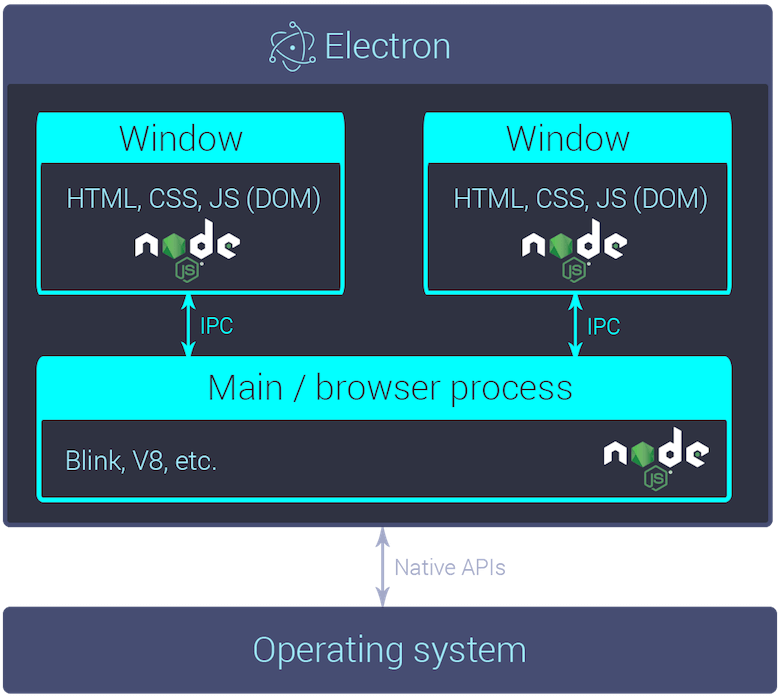 Electron
Window
Window
HTML, CSS, JS (DOM)
HTML, CSS, JS (DOM)
node
JS
node
JS
IPC
IPC
Main / browser process
Blink, V8, etc.
node
JS
Native APIs
Operating system